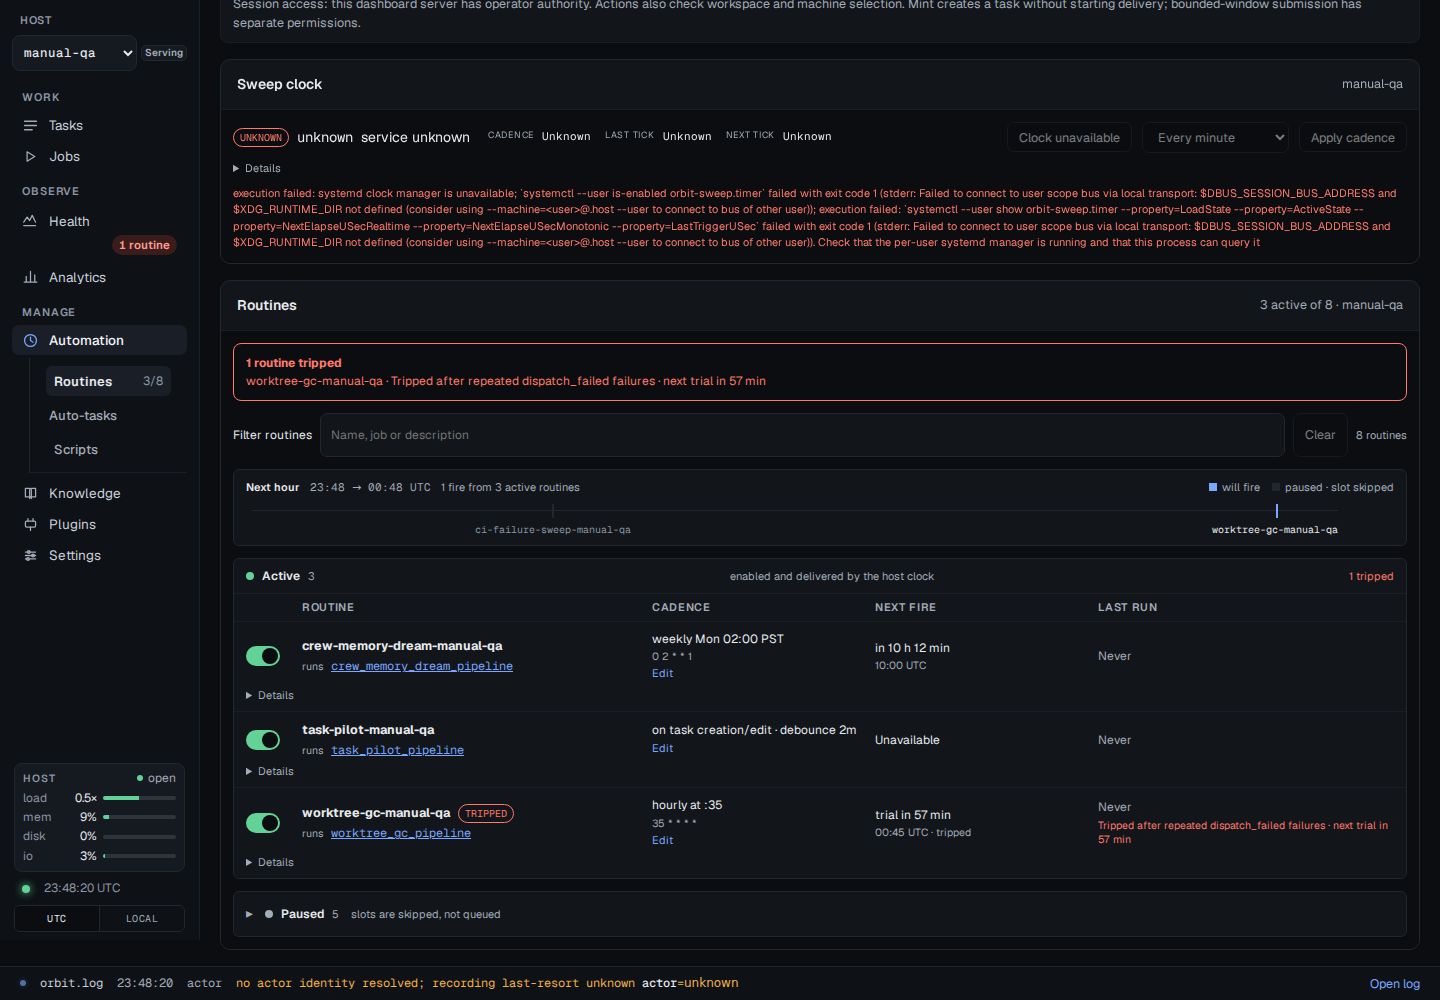 HOST
manual-qa
Serving
WORK
Tasks
Jobs
OBSERVE
Health
1 routine
Analytics
MANAGE
Automation
Routines 3/8
Auto-tasks
Scripts
Knowledge
Plugins
Settings
HOST open
load 0.5×
mem 9%
disk 0%
io 3%
23:48:20 UTC
UTC LOCAL
Session access: this dashboard server has operator authority. Actions also check workspace and machine selection. Mint creates a task without starting delivery; bounded-window submission has
separate permissions.
Sweep clock manual-qa
UNKNOWN unknown service unknown CADENCE Unknown LAST TICK Unknown NEXT TICK Unknown Clock unavailable Every minute Apply cadence
▶ Details
execution failed: systemd clock manager is unavailable; `systemctl --user is-enabled orbit-sweep.timer` failed with exit code 1 (stderr: Failed to connect to user scope bus via local transport: $DBUS_SESSION_BUS_ADDRESS and
$XDG_RUNTIME_DIR not defined (consider using --machine=<user>@.host --user to connect to bus of other user)); execution failed: `systemctl --user show orbit-sweep.timer --property=LoadState --property=ActiveState --
property=NextElapseUSecRealtime --property=NextElapseUSecMonotonic --property=LastTriggerUSec` failed with exit code 1 (stderr: Failed to connect to user scope bus via local transport: $DBUS_SESSION_BUS_ADDRESS and
$XDG_RUNTIME_DIR not defined (consider using --machine=<user>@.host --user to connect to bus of other user)). Check that the per-user systemd manager is running and that this process can query it
Routines 3 active of 8 · manual-qa
1 routine tripped
worktree-gc-manual-qa · Tripped after repeated dispatch_failed failures · next trial in 57 min
Filter routines Name, job or description Clear 8 routines
Next hour 23:48 → 00:48 UTC 1 fire from 3 active routines will fire paused · slot skipped
ci-failure-sweep-manual-qa worktree-gc-manual-qa
Active 3 enabled and delivered by the host clock 1 tripped
ROUTINE CADENCE NEXT FIRE LAST RUN
crew-memory-dream-manual-qa
runs crew_memory_dream_pipeline
weekly Mon 02:00 PST
0 2 * * 1
Edit
in 10 h 12 min
10:00 UTC
Never
▶ Details
task-pilot-manual-qa
runs task_pilot_pipeline
on task creation/edit · debounce 2m
Edit
Unavailable
Never
▶ Details
worktree-gc-manual-qa TRIPPED
runs worktree_gc_pipeline
hourly at :35
35 * * * *
Edit
trial in 57 min
00:45 UTC · tripped
Never
Tripped after repeated dispatch_failed failures · next trial in
57 min
▶ Details
▶ Paused 5 slots are skipped, not queued
orbit.log 23:48:20 actor no actor identity resolved; recording last-resort unknown actor=unknown Open log